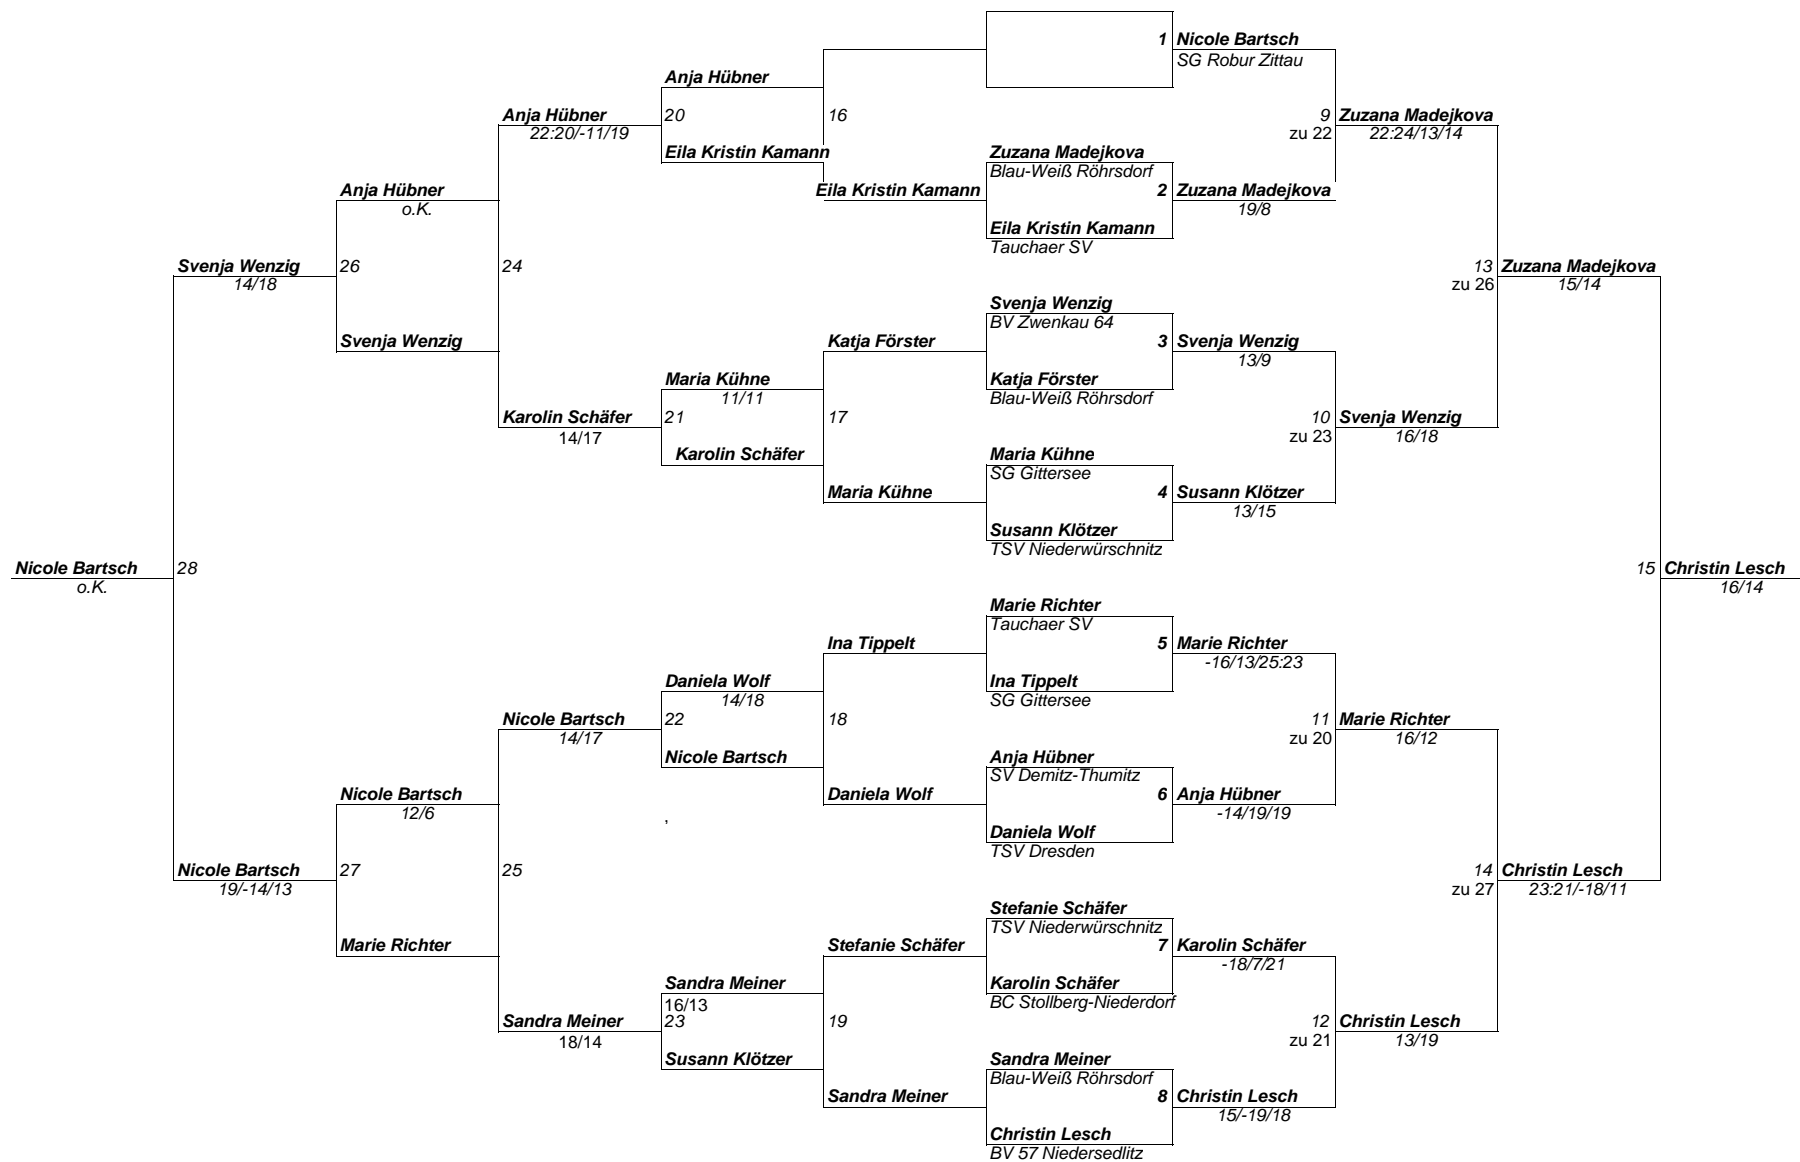 1 Nicole Bartsch
SG Robur Zittau
Anja Hübner
Anja Hübner 20 16 9 Zuzana Madejkova
22:20/-11/19 zu 22 22:24/13/14
Eila Kristin Kamann Zuzana Madejkova
Blau-Weiß Röhrsdorf
Anja Hübner Eila Kristin Kamann 2 Zuzana Madejkova
o.K. 19/8
Eila Kristin Kamann
Tauchaer SV
Svenja Wenzig 26 24 13 Zuzana Madejkova
14/18 zu 26 15/14
Svenja Wenzig
BV Zwenkau 64
Svenja Wenzig Katja Förster 3 Svenja Wenzig
13/9
Maria Kühne Katja Förster
11/11 Blau-Weiß Röhrsdorf
Karolin Schäfer 21 17 10 Svenja Wenzig
14/17 zu 23 16/18
Karolin Schäfer Maria Kühne
SG Gittersee
Maria Kühne 4 Susann Klötzer
13/15
Susann Klötzer
TSV Niederwürschnitz
Nicole Bartsch 28 15 Christin Lesch
o.K. 16/14
Marie Richter
Tauchaer SV
Ina Tippelt 5 Marie Richter
-16/13/25:23
Daniela Wolf Ina Tippelt
14/18 SG Gittersee
Nicole Bartsch 22 18 11 Marie Richter
14/17 zu 20 16/12
Nicole Bartsch Anja Hübner
SV Demitz-Thumitz
Nicole Bartsch Daniela Wolf 6 Anja Hübner
12/6 , -14/19/19
Daniela Wolf
TSV Dresden
Nicole Bartsch 27 25 14 Christin Lesch
19/-14/13 zu 27 23:21/-18/11
Stefanie Schäfer
TSV Niederwürschnitz
Marie Richter Stefanie Schäfer 7 Karolin Schäfer
-18/7/21
Sandra Meiner Karolin Schäfer
16/13 BC Stollberg-Niederdorf
Sandra Meiner 23 19 12 Christin Lesch
18/14 zu 21 13/19
Susann Klötzer Sandra Meiner
Blau-Weiß Röhrsdorf
Sandra Meiner 8 Christin Lesch
15/-19/18
Christin Lesch
BV 57 Niedersedlitz